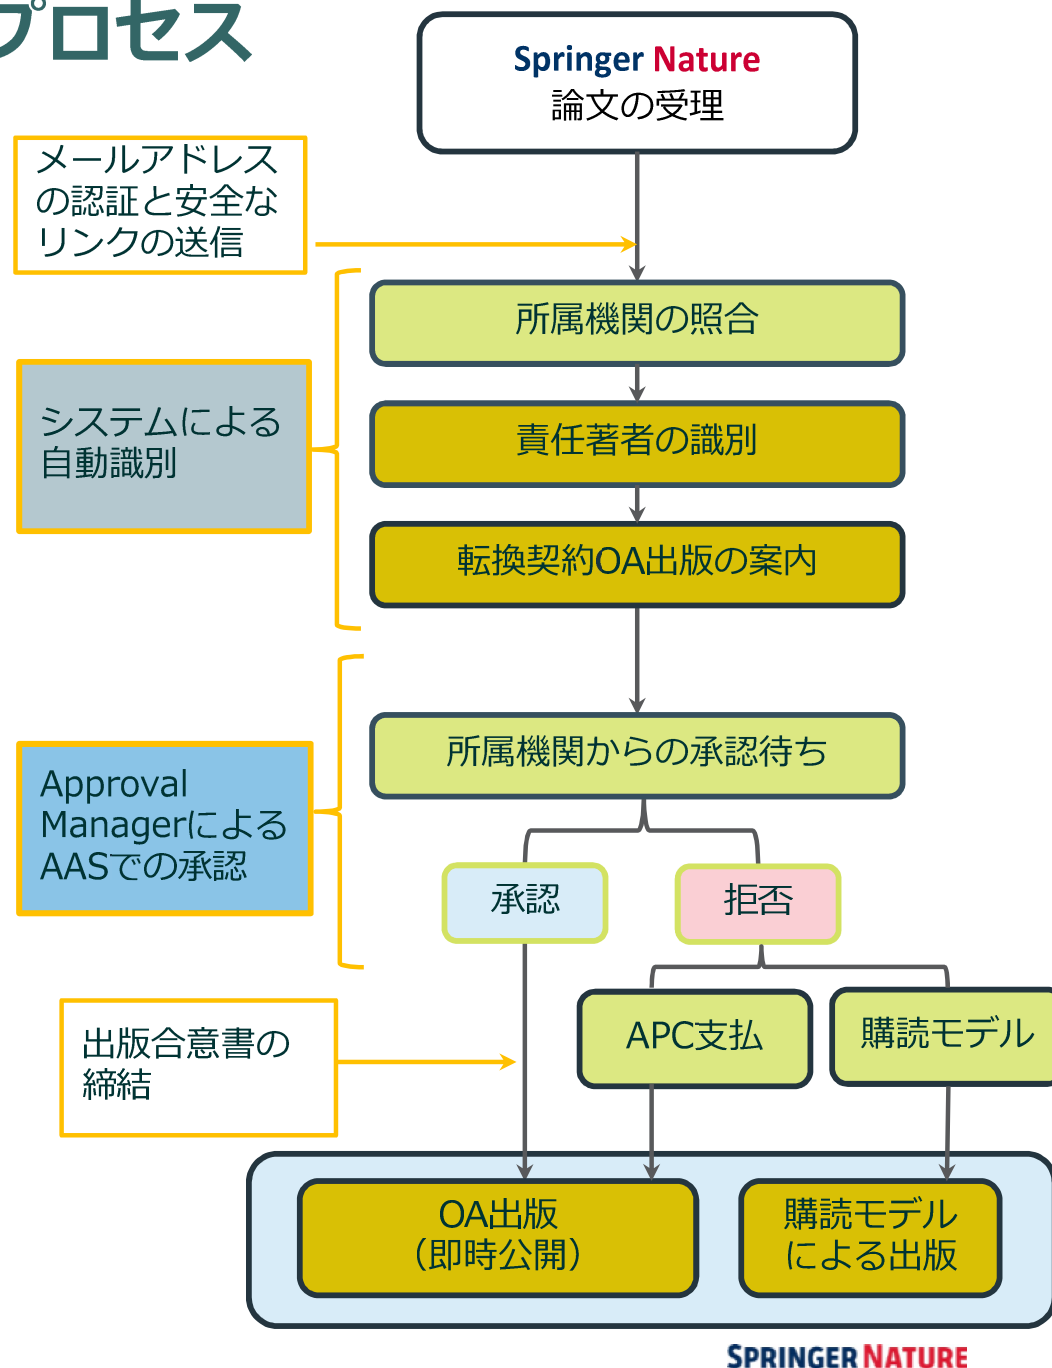 プロセス
Springer Nature
論文の受理
メールアドレス
の認証と安全な
リンクの送信
所属機関の照合
システムによる
自動識別
責任著者の識別
転換契約OA出版の案内
所属機関からの承認待ち
Approval
Managerによる
AASでの承認
承認
拒否
出版合意書の
締結
APC支払
購読モデル
OA出版
（即時公開）
購読モデル
による出版
SPRINGER NATURE